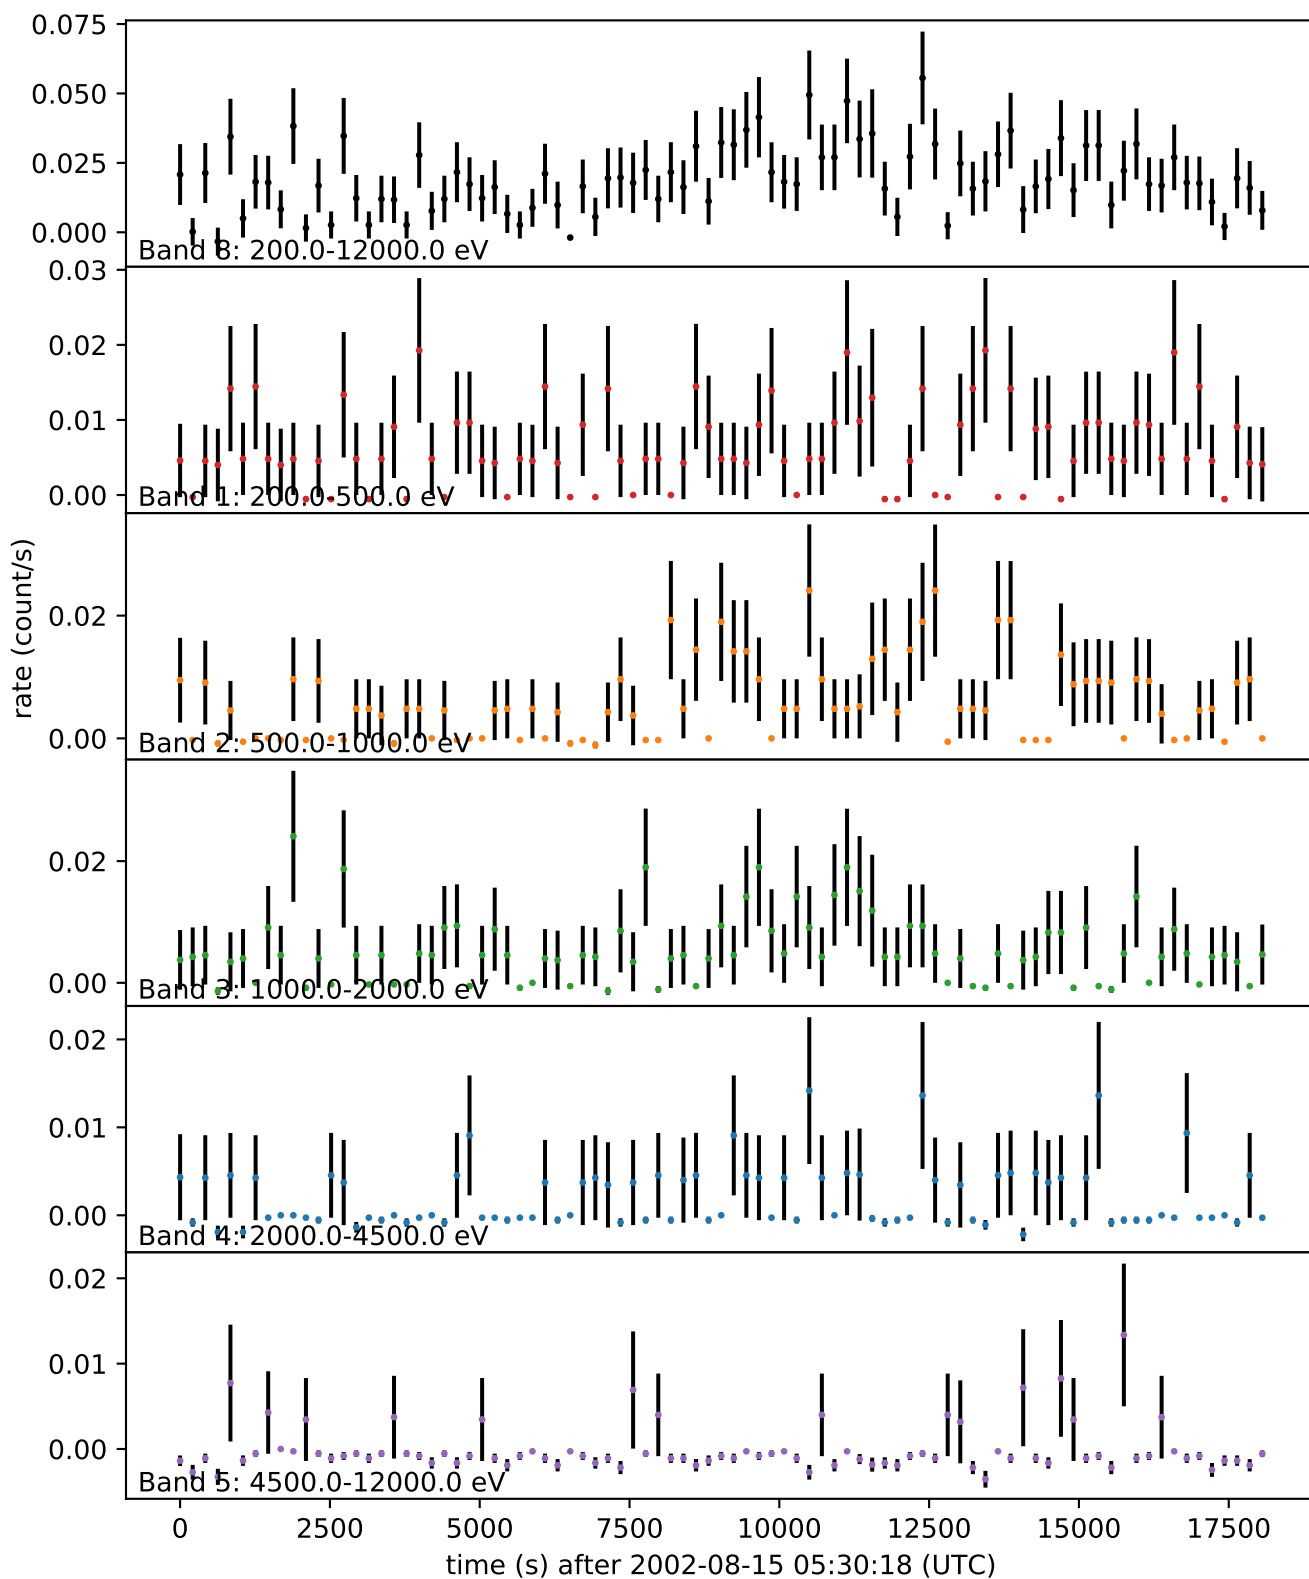 0.075
0.050
0.025
0.000
Band 8: 200.0-12000.0 eV
0.03
0.02
0.01
0.00
Band 1: 200.0-500.0 eV
0.02
0.00
Band 2: 500.0-1000.0 eV
rate (count/s)
0.02
0.00
Band 3: 1000.0-2000.0 eV
0.02
0.01
0.00
Band 4: 2000.0-4500.0 eV
0.02
0.01
0.00
Band 5: 4500.0-12000.0 eV
0 2500 5000 7500 10000 12500 15000 17500
time (s) after 2002-08-15 05:30:18 (UTC)